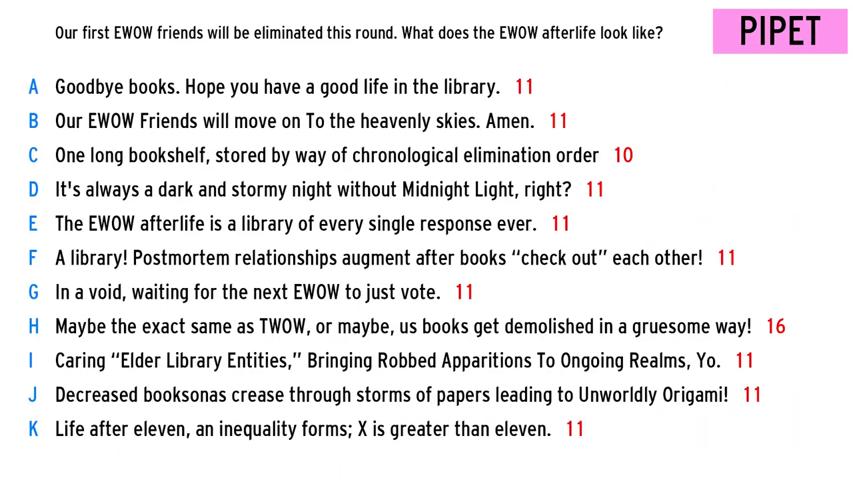 Our first EWOW friends will be eliminated this round. What does the EWOW afterlife look like?
PIPET
A Goodbye books. Hope you have a good life in the library. 11
B Our EWOW Friends will move on To the heavenly skies. Amen. 11
C One long bookshelf, stored by way of chronological elimination order 10
D It's always a dark and stormy night without Midnight Light, right? 11
E The EWOW afterlife is a library of every single response ever. 11
F A library! Postmortem relationships augment after books “check out” each other! 11
G In a void, waiting for the next EWOW to just vote. 11
H Maybe the exact same as TWOW, or maybe, us books get demolished in a gruesome way! 16
I Caring “Elder Library Entities,” Bringing Robbed Apparitions To Ongoing Realms, Yo. 11
J Decreased booksonas crease through storms of papers leading to Unworldly Origami! 11
K Life after eleven, an inequality forms; X is greater than eleven. 11